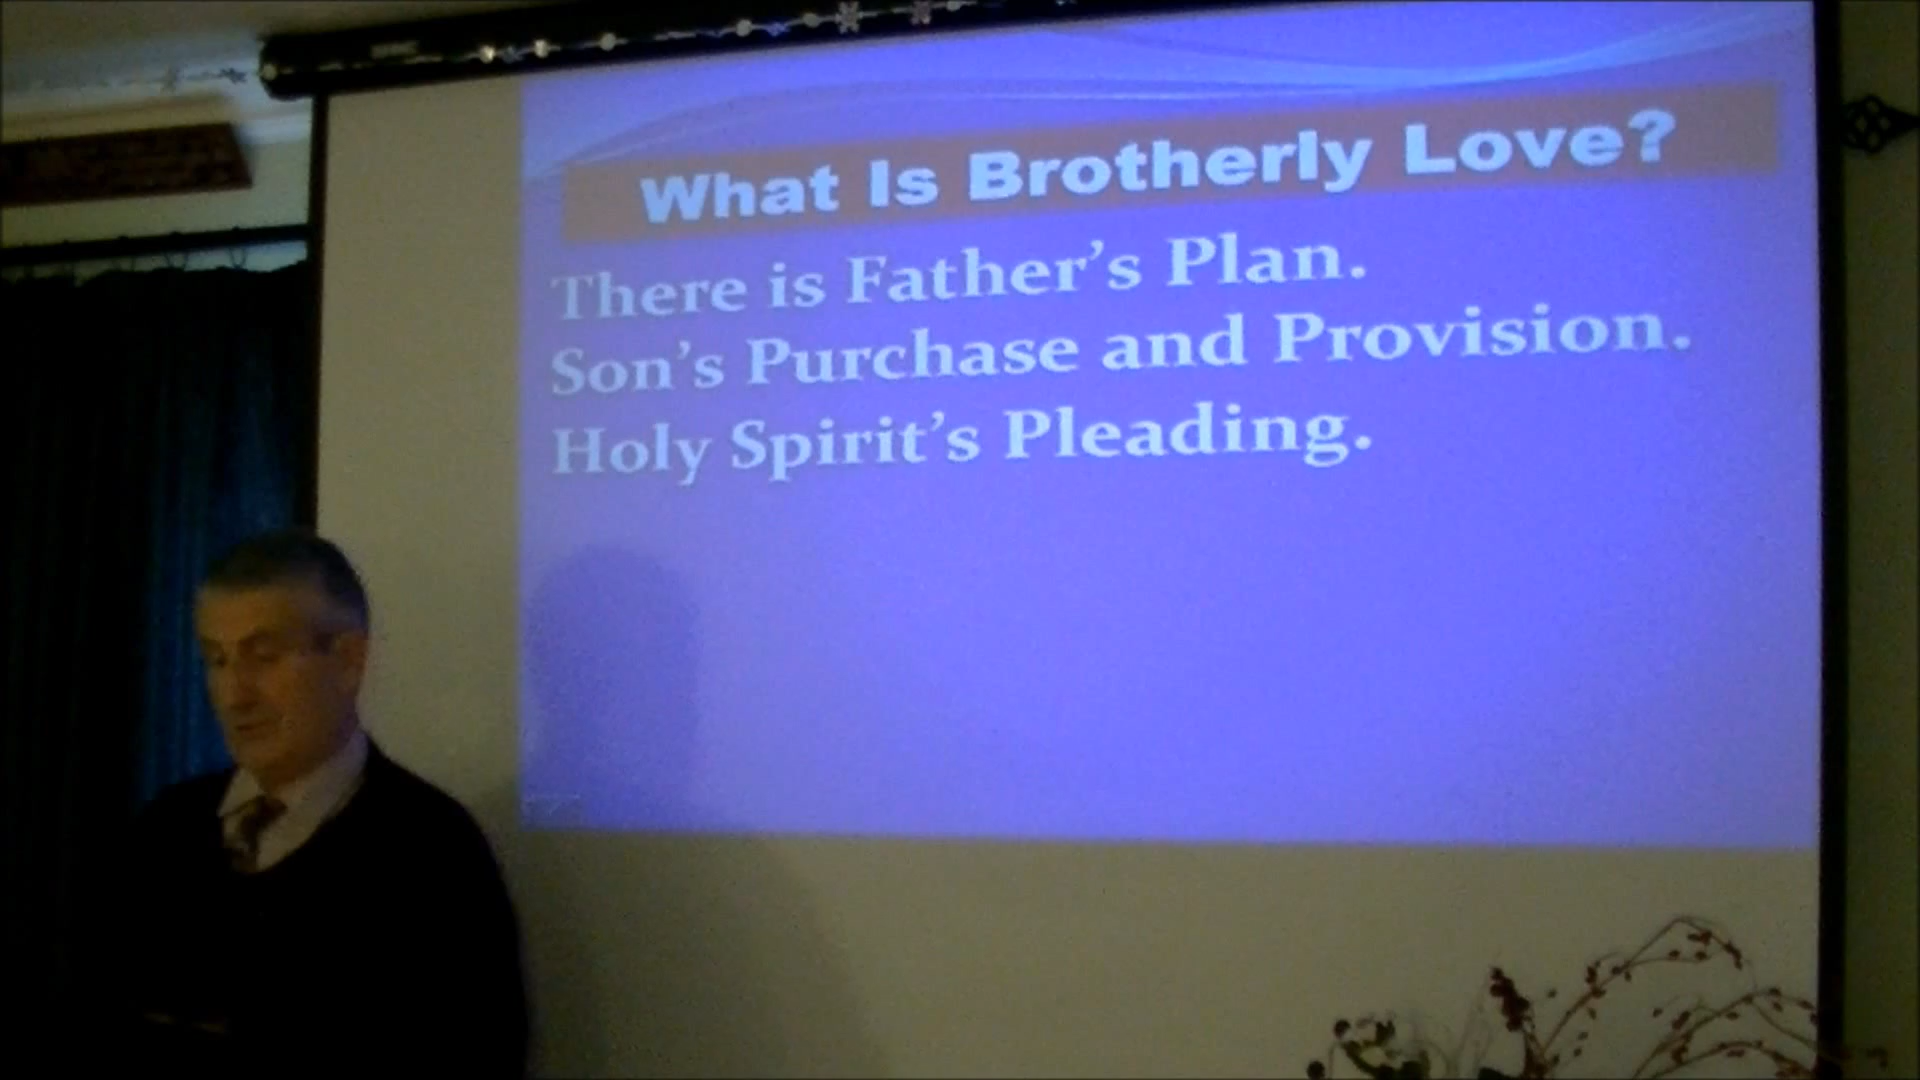 What Is Brotherly Love?
There is Father's Plan.
Son's Purchase and Provision.
Holy Spirit's Pleading.